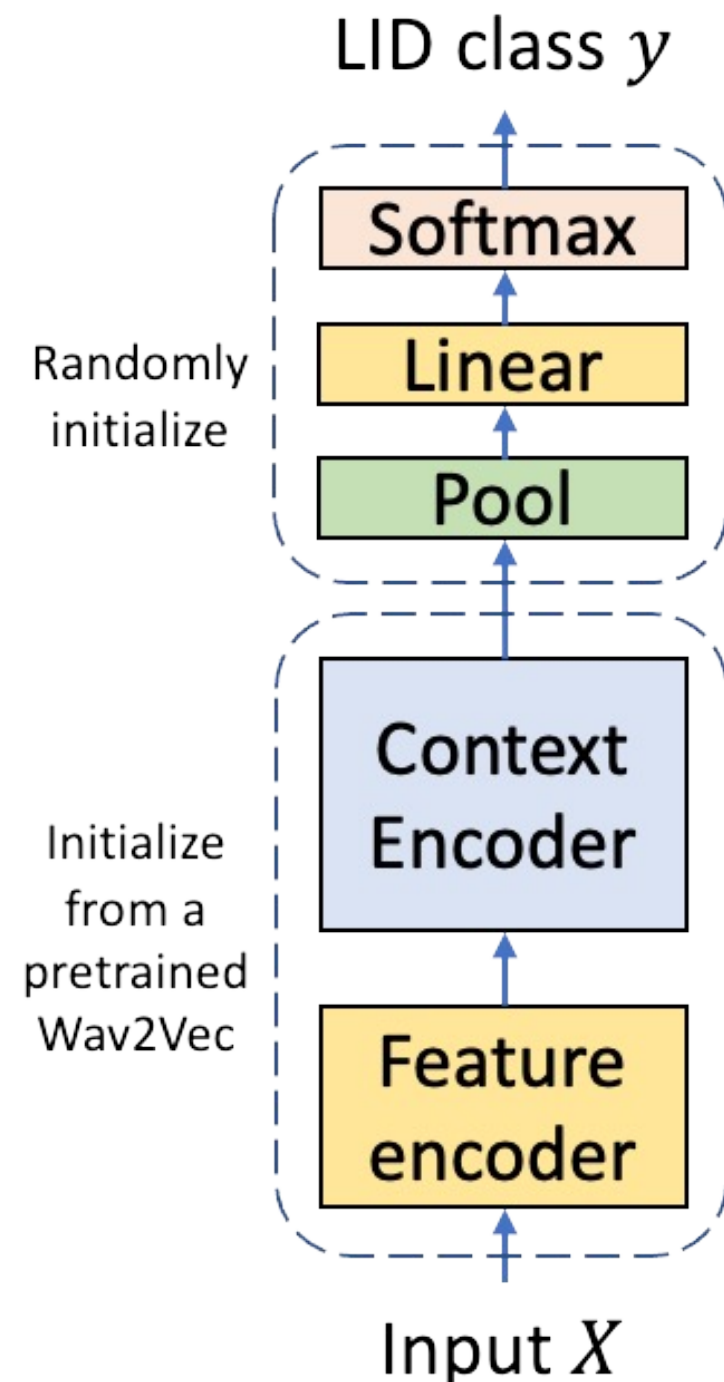 LID class y
Softmax
Randomly
initialize
Linear
Pool
Context
Encoder
Initialize
from a
pretrained
Wav2Vec
Feature
encoder
Input X